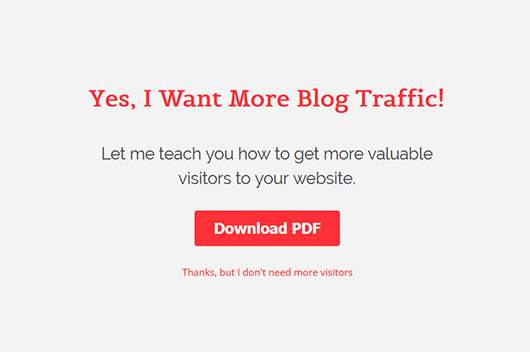 Yes, I Want More Blog Traffic!
Let me teach you how to get more valuable
visitors to your website.
Download PDF
Thanks, but I don't need more visitors